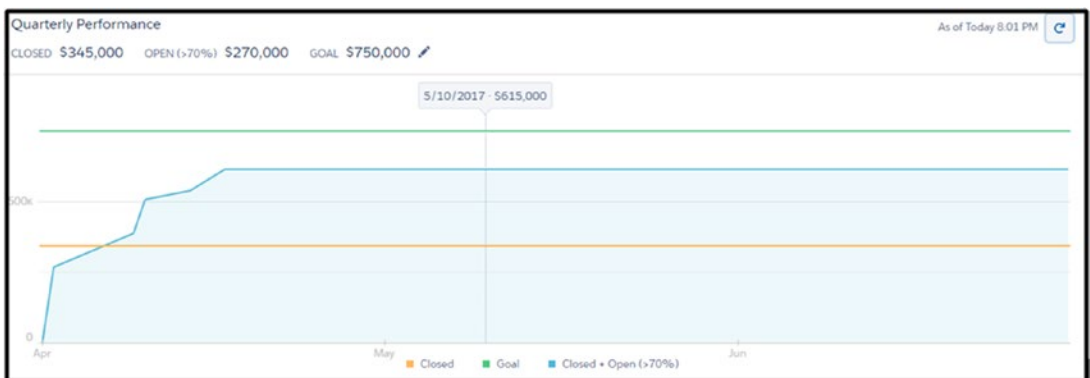 Quarterly Performance
As of Today 8:01 PM
CLOSED $345,000 OPEN (>70%) $270,000 GOAL $750,000
5/10/2017 · $615,000
500K
0
Apr May Jun
Closed Goal Closed + Open (>70%)